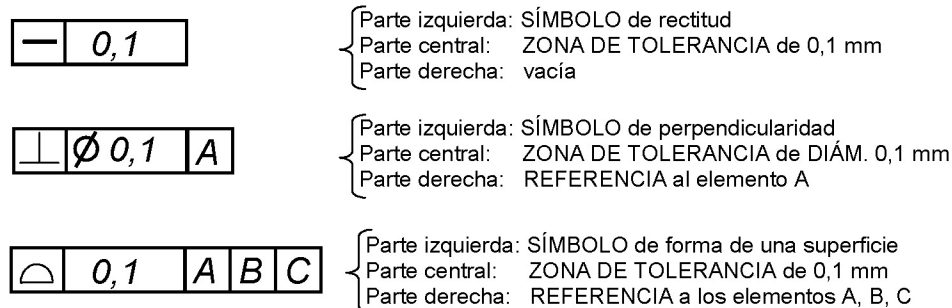 0,1
Parte izquierda: SÍMBOLO de rectitud
Parte central: ZONA DE TOLERANCIA de 0,1 mm
Parte derecha: vacía
Ø 0,1 A
Parte izquierda: SÍMBOLO de perpendicularidad
Parte central: ZONA DE TOLERANCIA de DIÁM. 0,1 mm
Parte derecha: REFERENCIA al elemento A
0,1 A B C
Parte izquierda: SÍMBOLO de forma de una superficie
Parte central: ZONA DE TOLERANCIA de 0,1 mm
Parte derecha: REFERENCIA a los elementos A, B, C